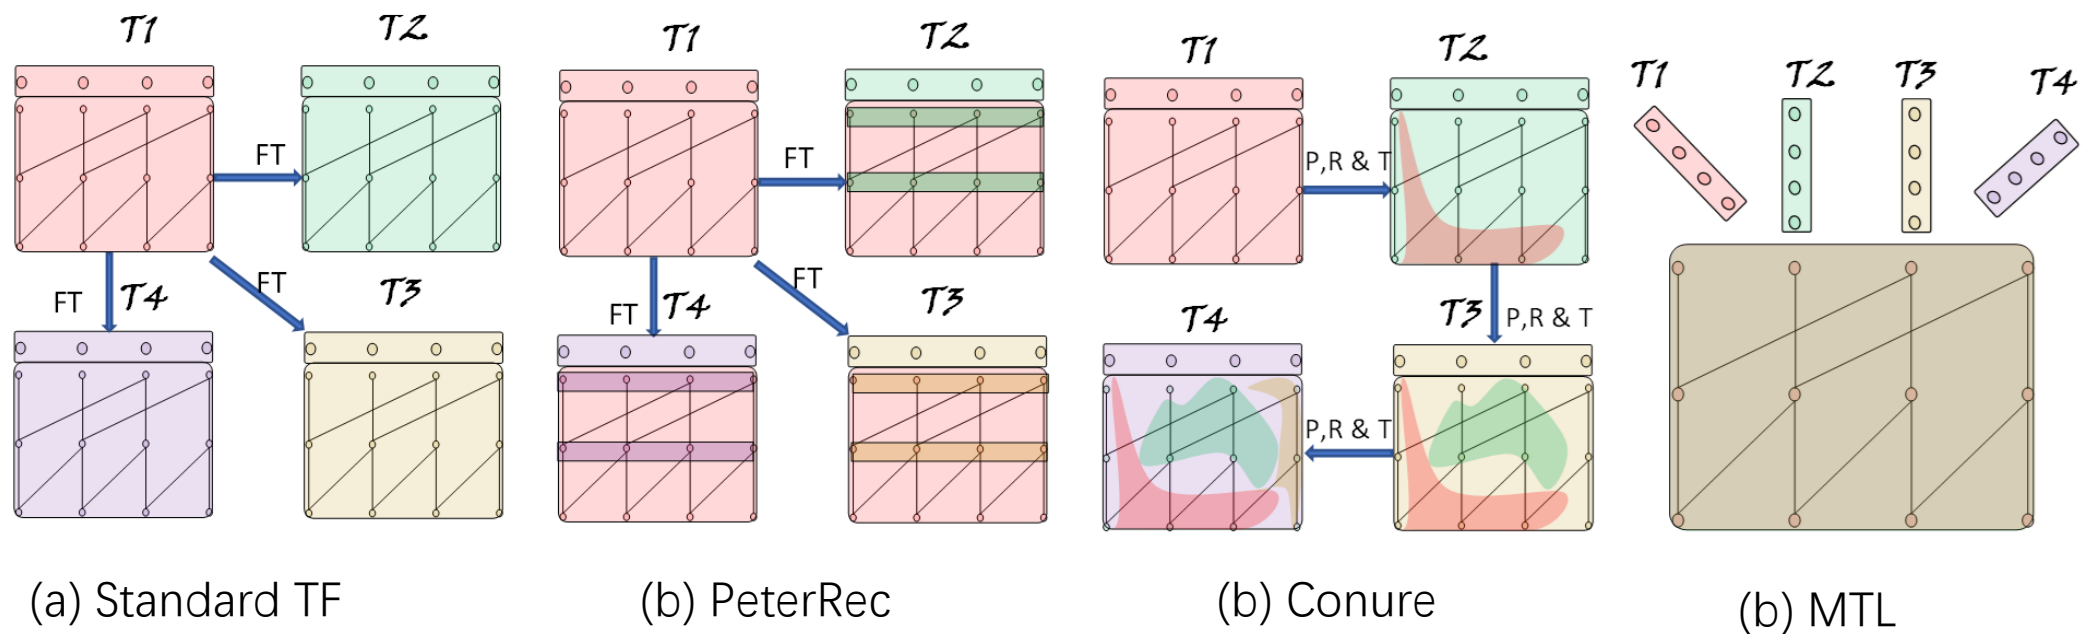 T1
T2
FT
FT
FT
T4
T3
(a) Standard TF
T1
T2
FT
FT
FT
T4
T3
(b) PeterRec
T1
T2
P,R & T
P,R & T
T4
T3
P,R & T
(b) Conure
T1
T2
T3
T4
(b) MTL